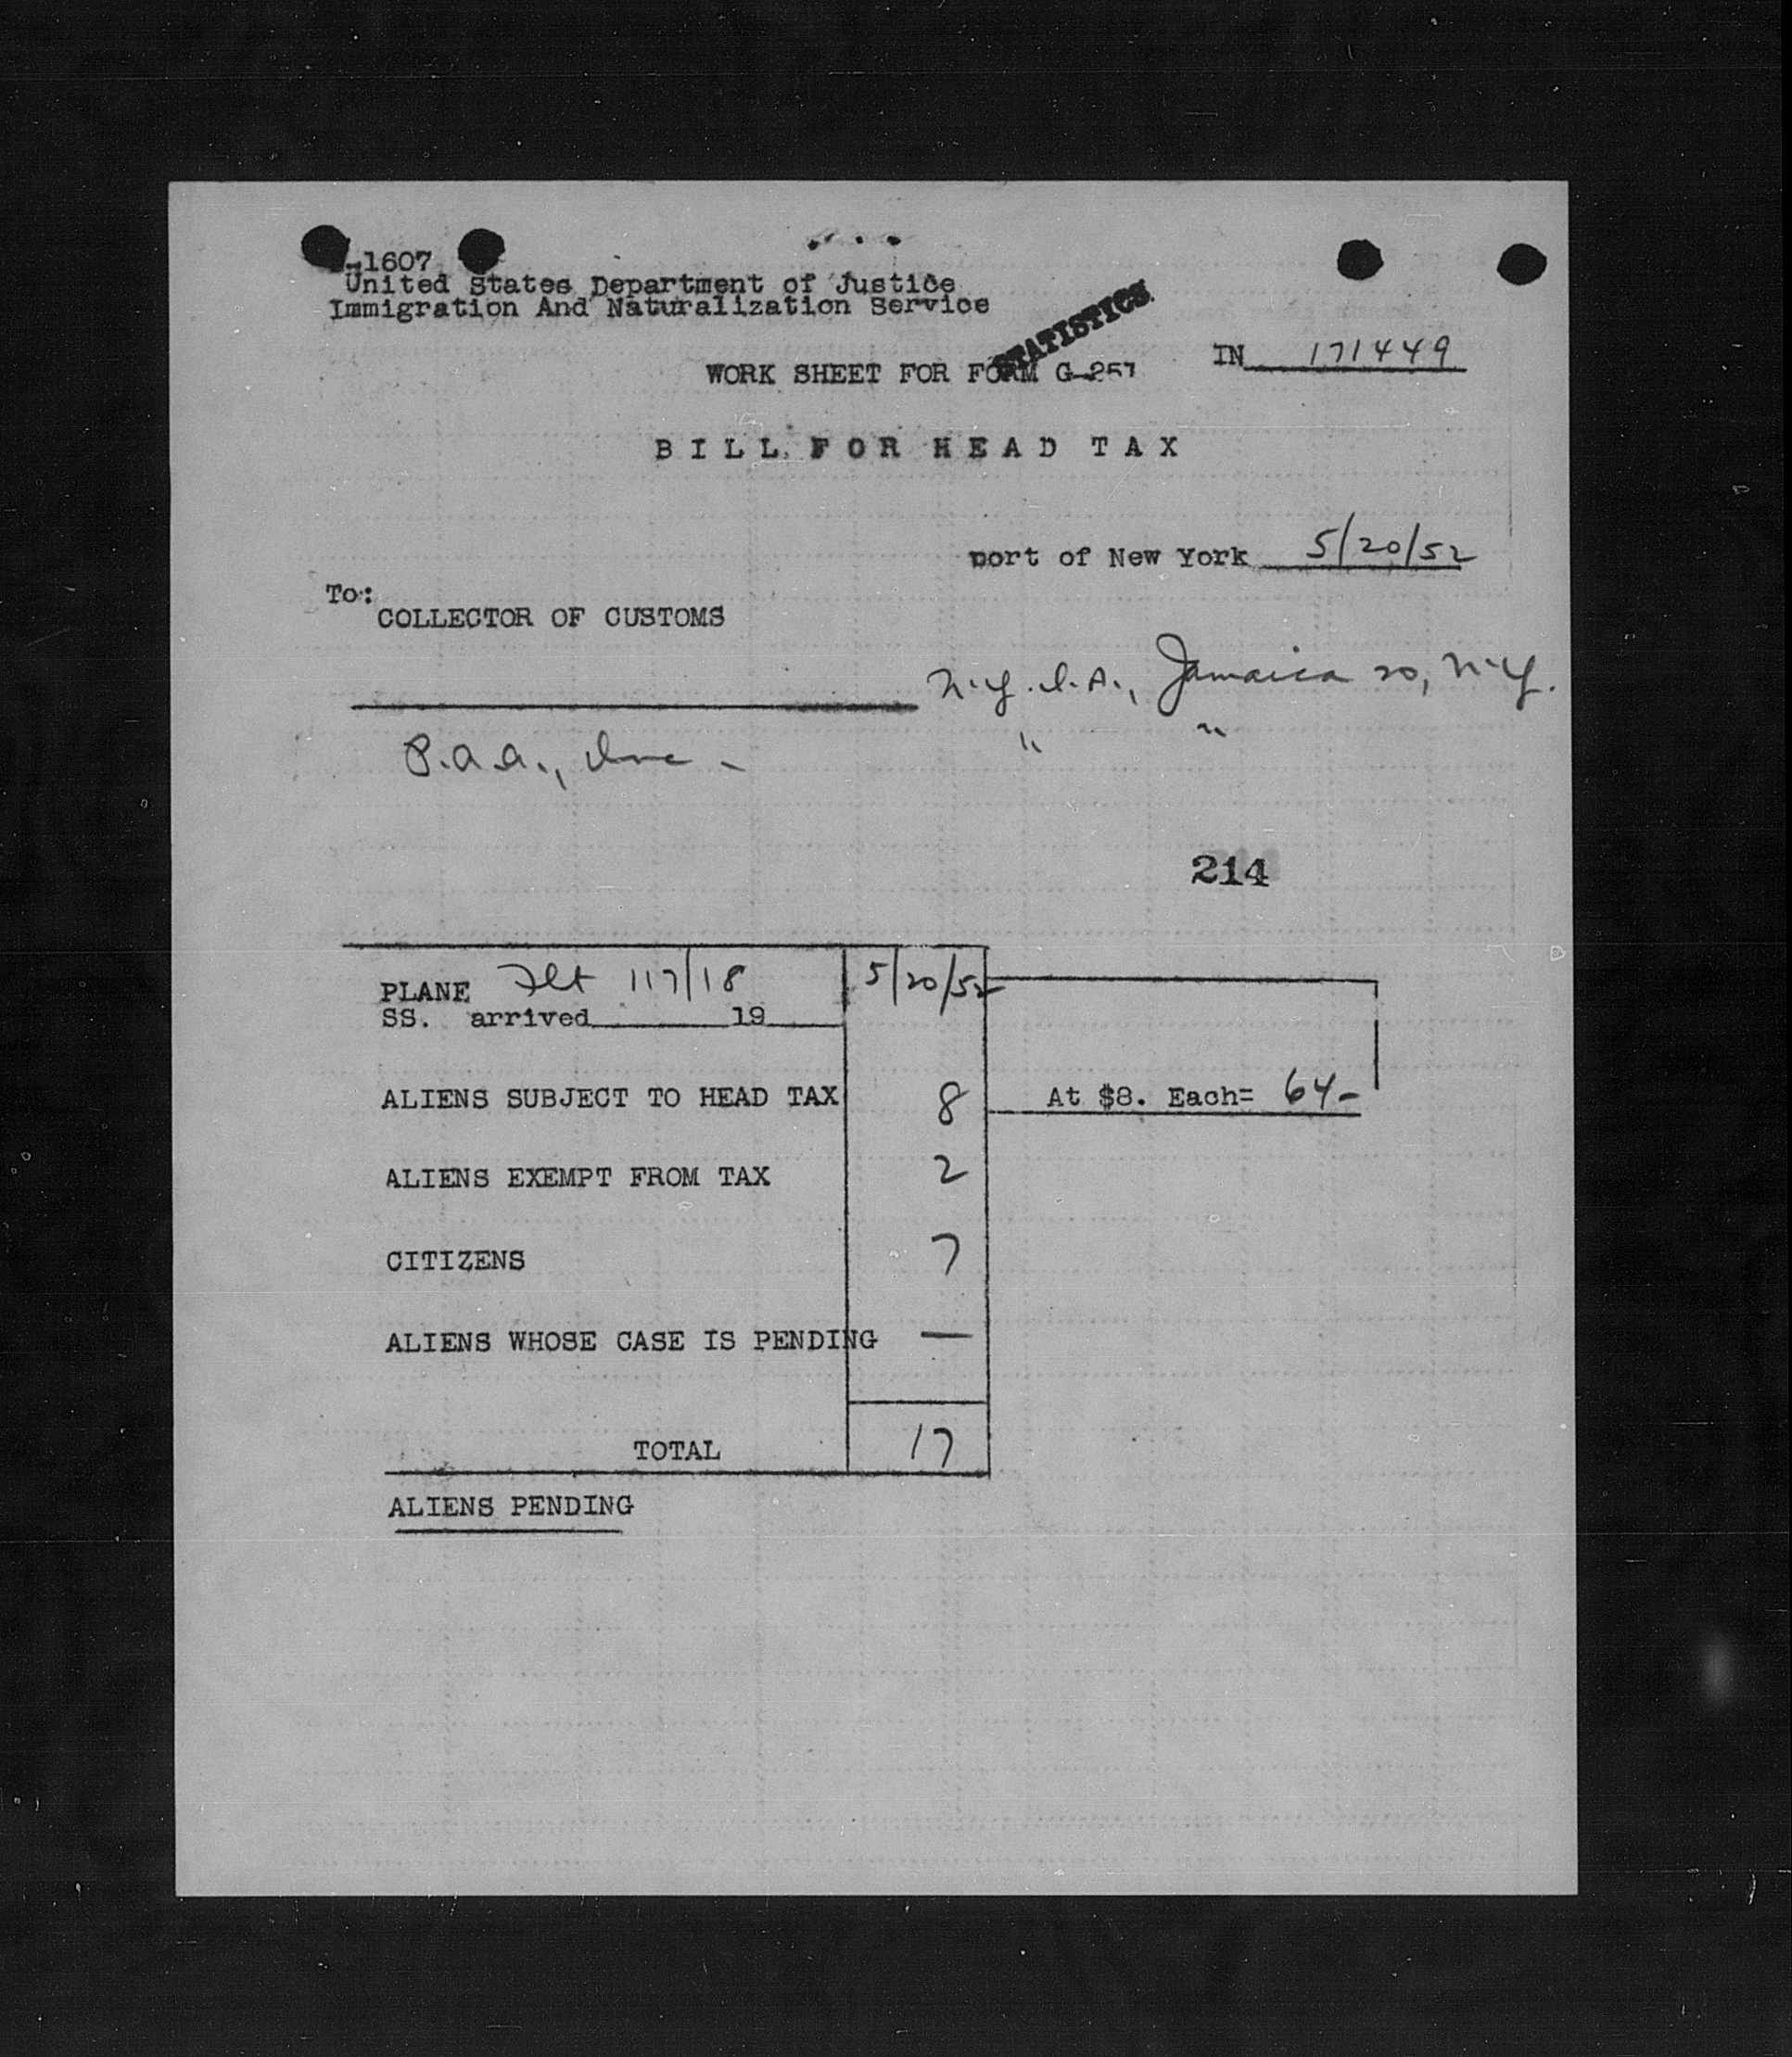 -1607
United States Department of Justice
Immigration And Naturalization Service
STATISTICS
WORK SHEET FOR FORM G-257
IN 171449
BILL FOR HEAD TAX
port of New York 5/20/52
To:
COLLECTOR OF CUSTOMS
N.Y.I.A., Jamaica 20, N.Y.
P.A.A., Inc - " "
214
PLANE Flt 117/18 5/20/52
SS. arrived 19
ALIENS SUBJECT TO HEAD TAX 8 At $8. Each= 64-
ALIENS EXEMPT FROM TAX 2
CITIZENS 7
ALIENS WHOSE CASE IS PENDING —
TOTAL 17
ALIENS PENDING